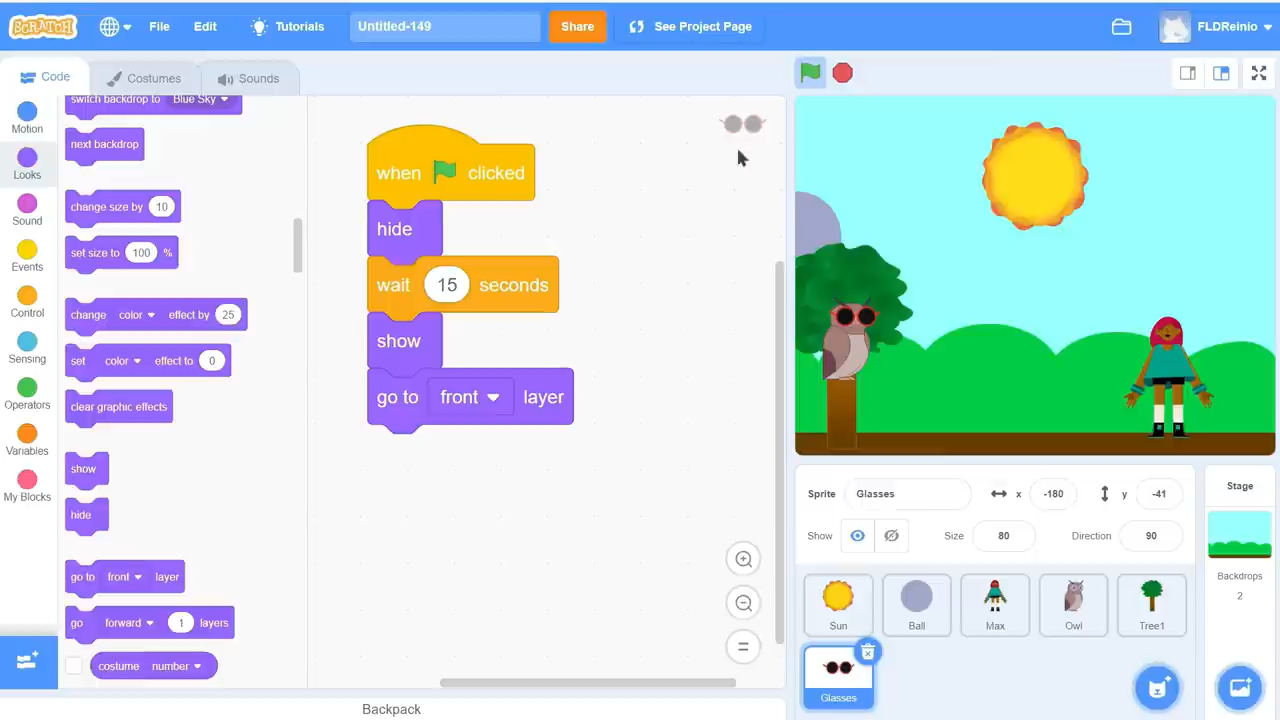 SCRATCH
File
Edit
Tutorials
Untitled-149
Share
See Project Page
FLDReinio
Code
Costumes
Sounds
Motion
Looks
Sound
Events
Control
Sensing
Operators
Variables
My Blocks
switch backdrop to Blue Sky
next backdrop
change size by 10
set size to 100 %
change color effect by 25
set color effect to 0
clear graphic effects
show
hide
go to front layer
go forward 1 layers
costume number
when clicked
hide
wait 15 seconds
show
go to front layer
Backpack
Sprite Glasses x -180 y -41
Show Size 80 Direction 90
Sun
Ball
Max
Owl
Tree1
Glasses
Stage
Backdrops
2